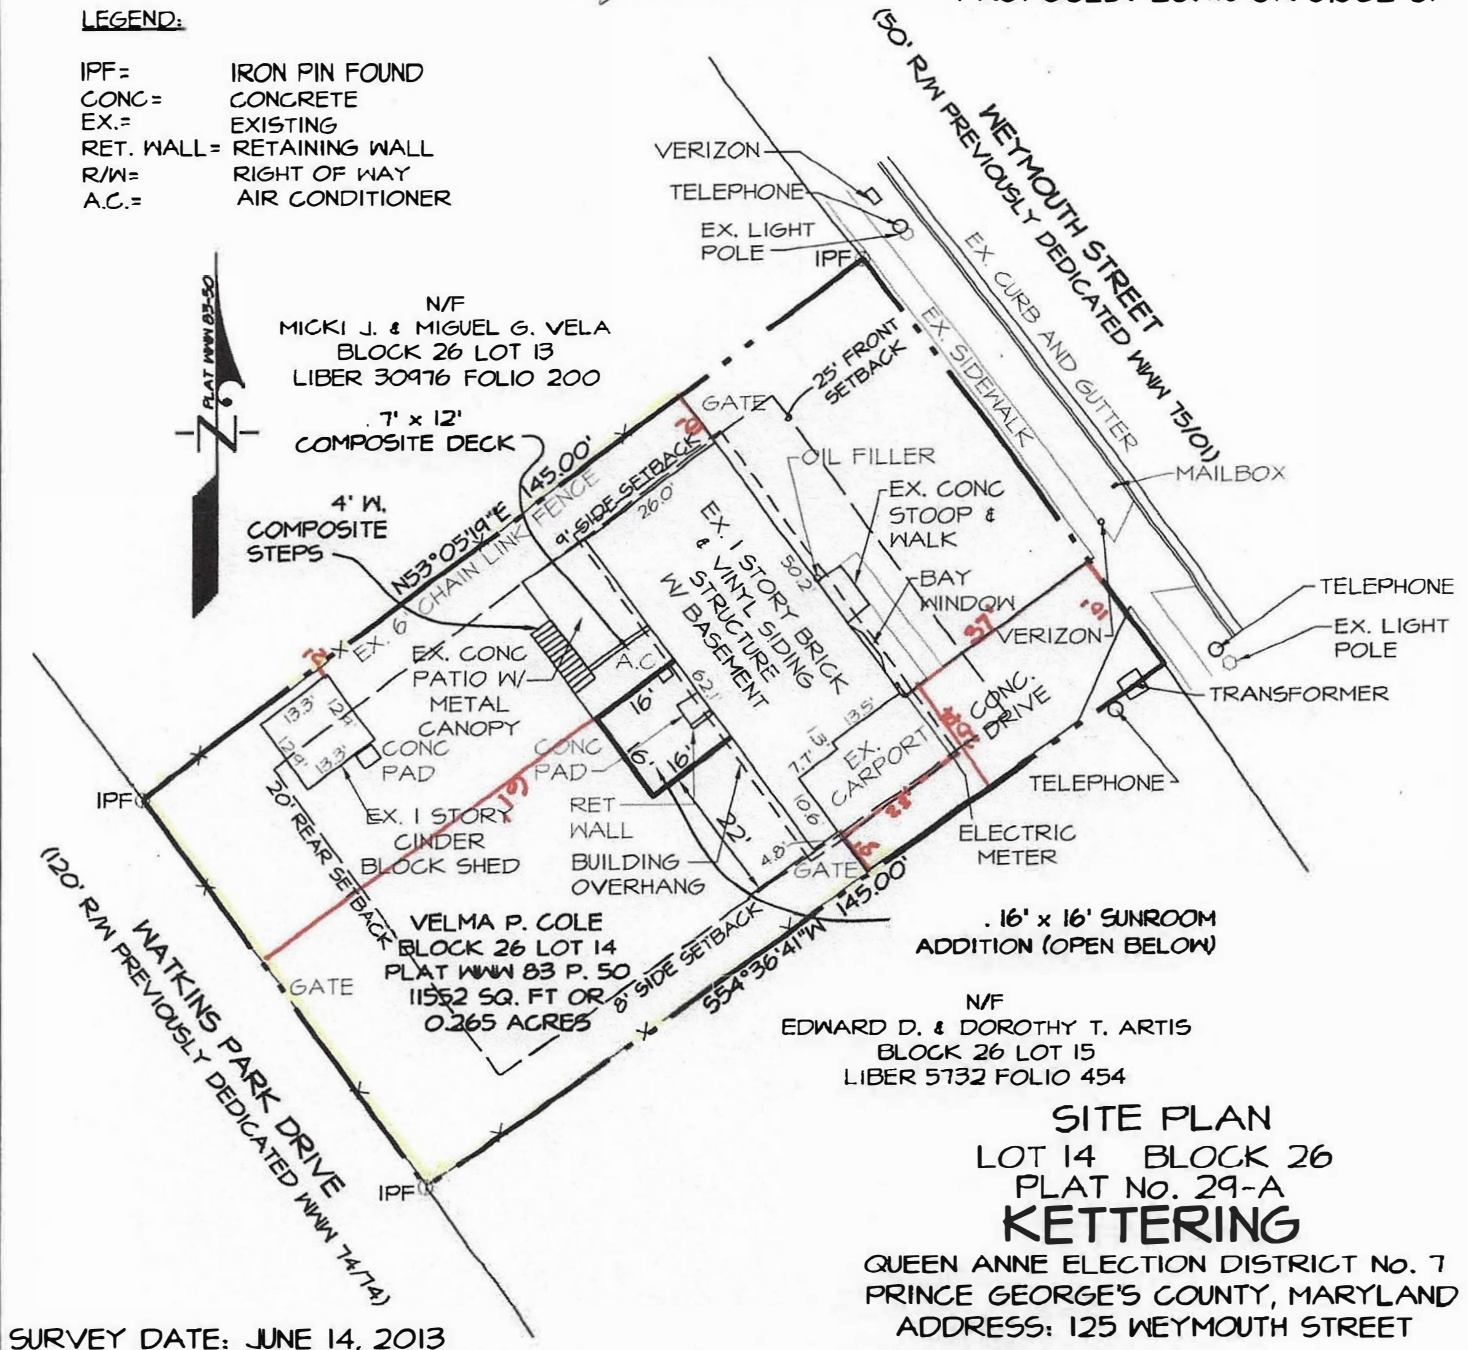 LEGEND:
IPF= IRON PIN FOUND
CONC= CONCRETE
EX.= EXISTING
RET. WALL= RETAINING WALL
R/W= RIGHT OF WAY
A.C.= AIR CONDITIONER
(50' R/W PREVIOUSLY DEDICATED WWW 75/01)
WEYMOUTH STREET
VERIZON
TELEPHONE
EX. LIGHT
POLE
IPF
EX. CURB AND GUTTER
EX. SIDEWALK
PLAT WWW 83-50
N
N/F
MICKI J. & MIGUEL G. VELA
BLOCK 26 LOT 13
LIBER 30976 FOLIO 200
7' x 12'
COMPOSITE DECK
4' W.
COMPOSITE
STEPS
N53°05'19"E 145.00'
EX. 6' CHAIN LINK FENCE
9' SIDE SETBACK
26.0'
GATE
10'
25' FRONT
SETBACK
OIL FILLER
EX. CONC
STOOP &
WALK
MAILBOX
BAY
WINDOW
VERIZON
TELEPHONE
EX. LIGHT
POLE
TRANSFORMER
TELEPHONE
EX. 1 STORY BRICK
& VINYL SIDING
STRUCTURE
W/ BASEMENT
50.2'
62.1'
37'
10'
CONC.
DRIVE
EX.
CARPORT
13.5'
7.7'
10.6'
4.8'
ELECTRIC
METER
GATE
2'
EX. CONC
PATIO W/
METAL
CANOPY
A.C.
16'
6'
16'
22'
13.3'
12.9'
12.9'
13.3'
CONC
PAD
CONC
PAD
EX. 1 STORY
CINDER
BLOCK SHED
61'
RET
WALL
BUILDING
OVERHANG
20' REAR SETBACK
IPF
GATE
VELMA P. COLE
BLOCK 26 LOT 14
PLAT WWW 83 P. 50
11552 SQ. FT OR
0.265 ACRES
8' SIDE SETBACK
S54°36'41"W 145.00'
. 16' x 16' SUNROOM
ADDITION (OPEN BELOW)
WATKINS PARK DRIVE
(120' R/W PREVIOUSLY DEDICATED WWW 74/74)
IPF
N/F
EDWARD D. & DOROTHY T. ARTIS
BLOCK 26 LOT 15
LIBER 5732 FOLIO 454
SITE PLAN
LOT 14 BLOCK 26
PLAT No. 29-A
KETTERING
QUEEN ANNE ELECTION DISTRICT No. 7
PRINCE GEORGE'S COUNTY, MARYLAND
ADDRESS: 125 WEYMOUTH STREET
SURVEY DATE: JUNE 14, 2013